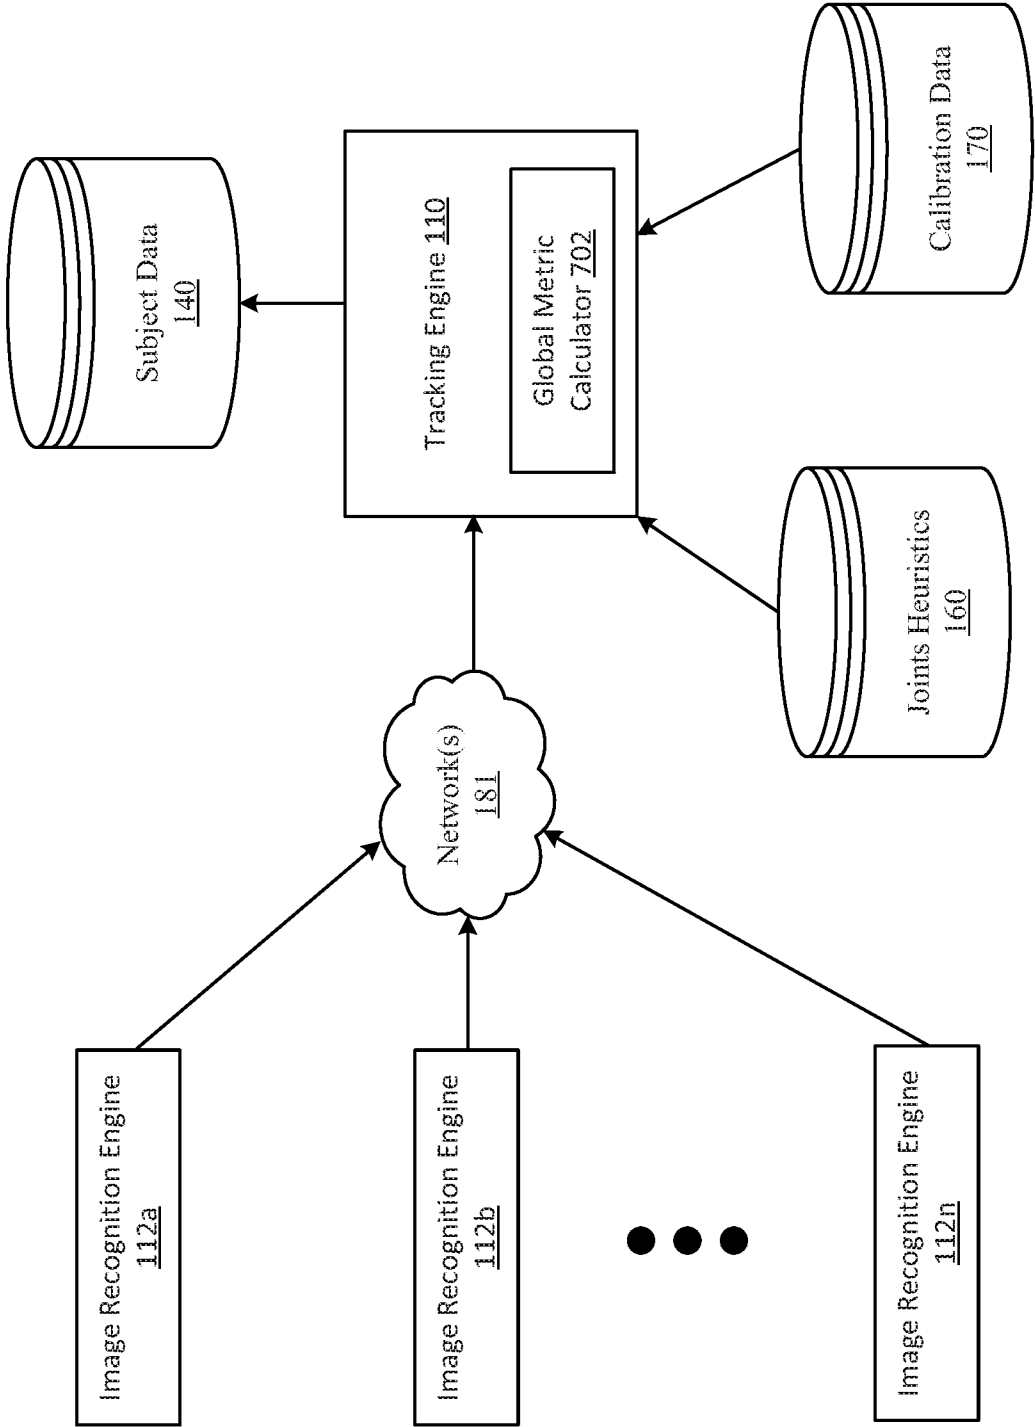 Image Recognition Engine
112a
Image Recognition Engine
112b
Image Recognition Engine
112n
Network(s)
181
Subject Data
140
Tracking Engine 110
Global Metric
Calculator 702
Joints Heuristics
160
Calibration Data
170